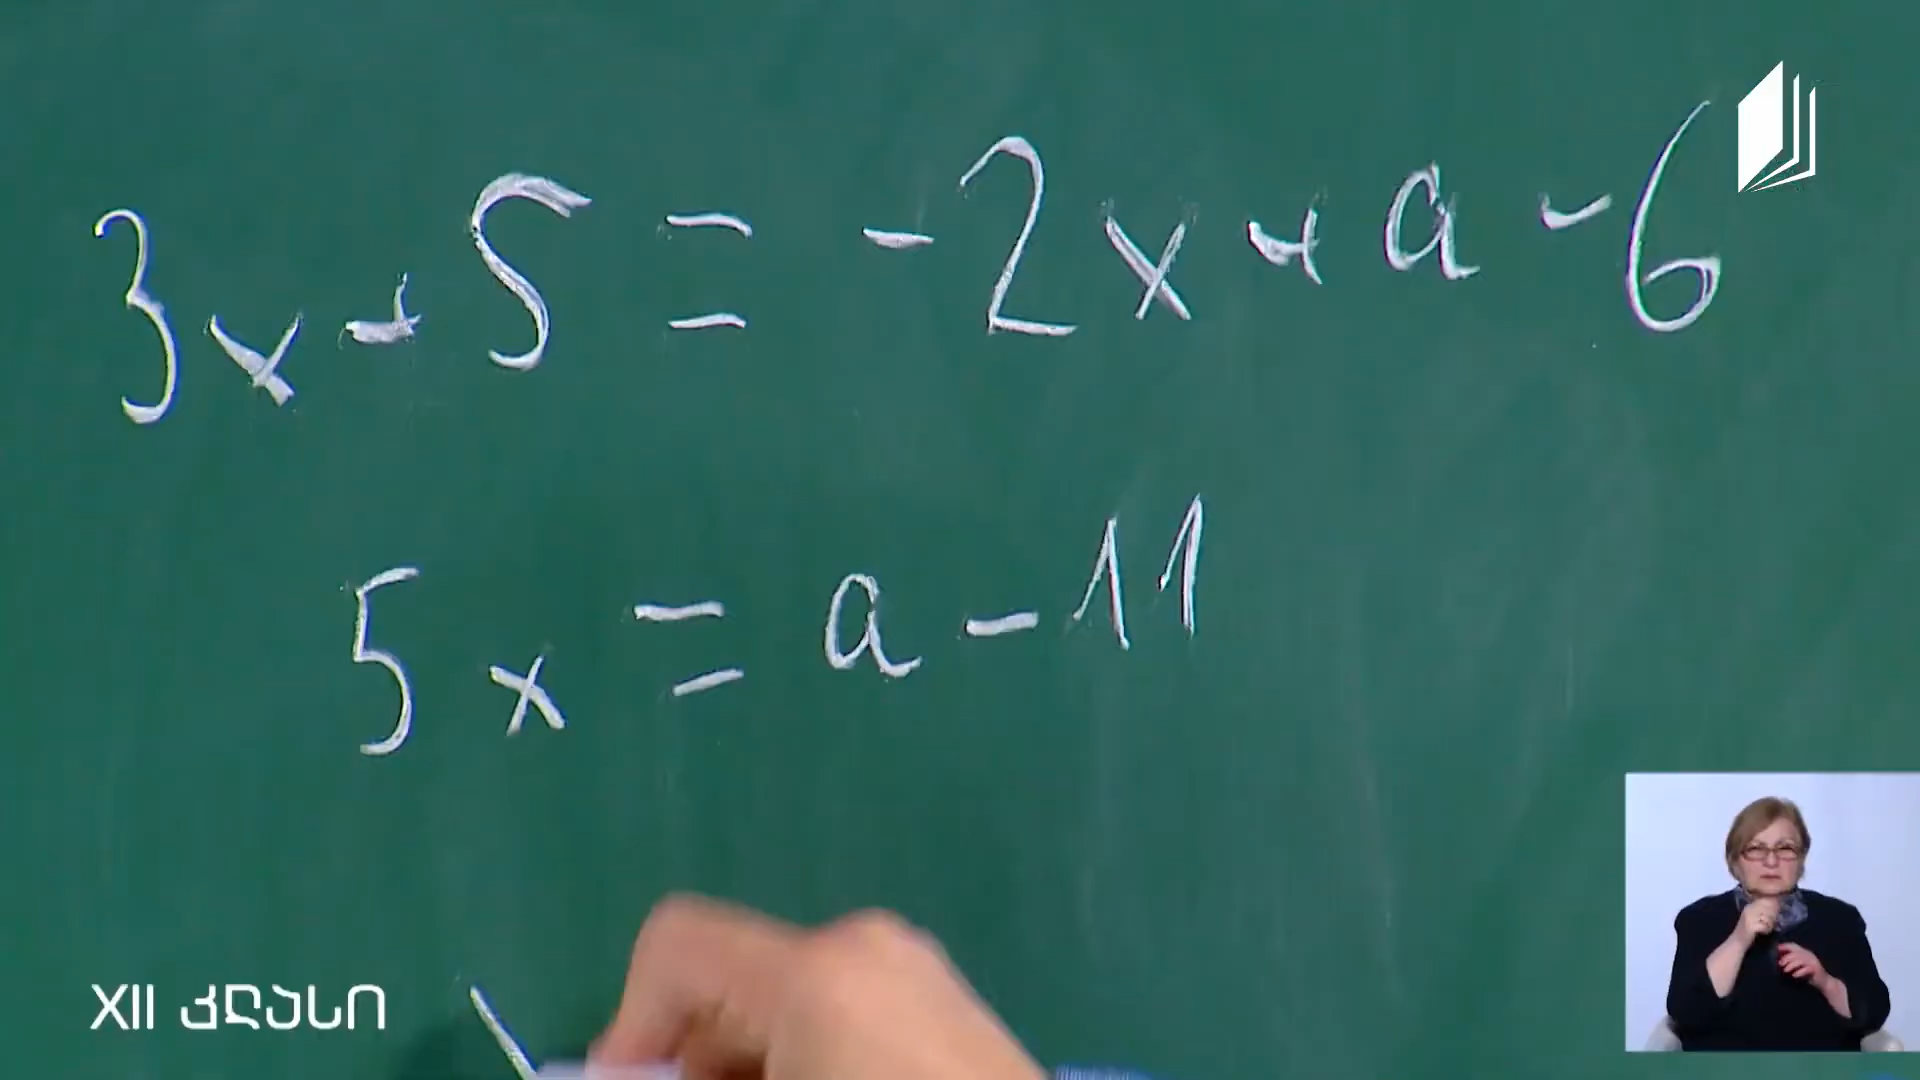 3x+5 = -2x+a-6
5x = a-11
XII კლასი